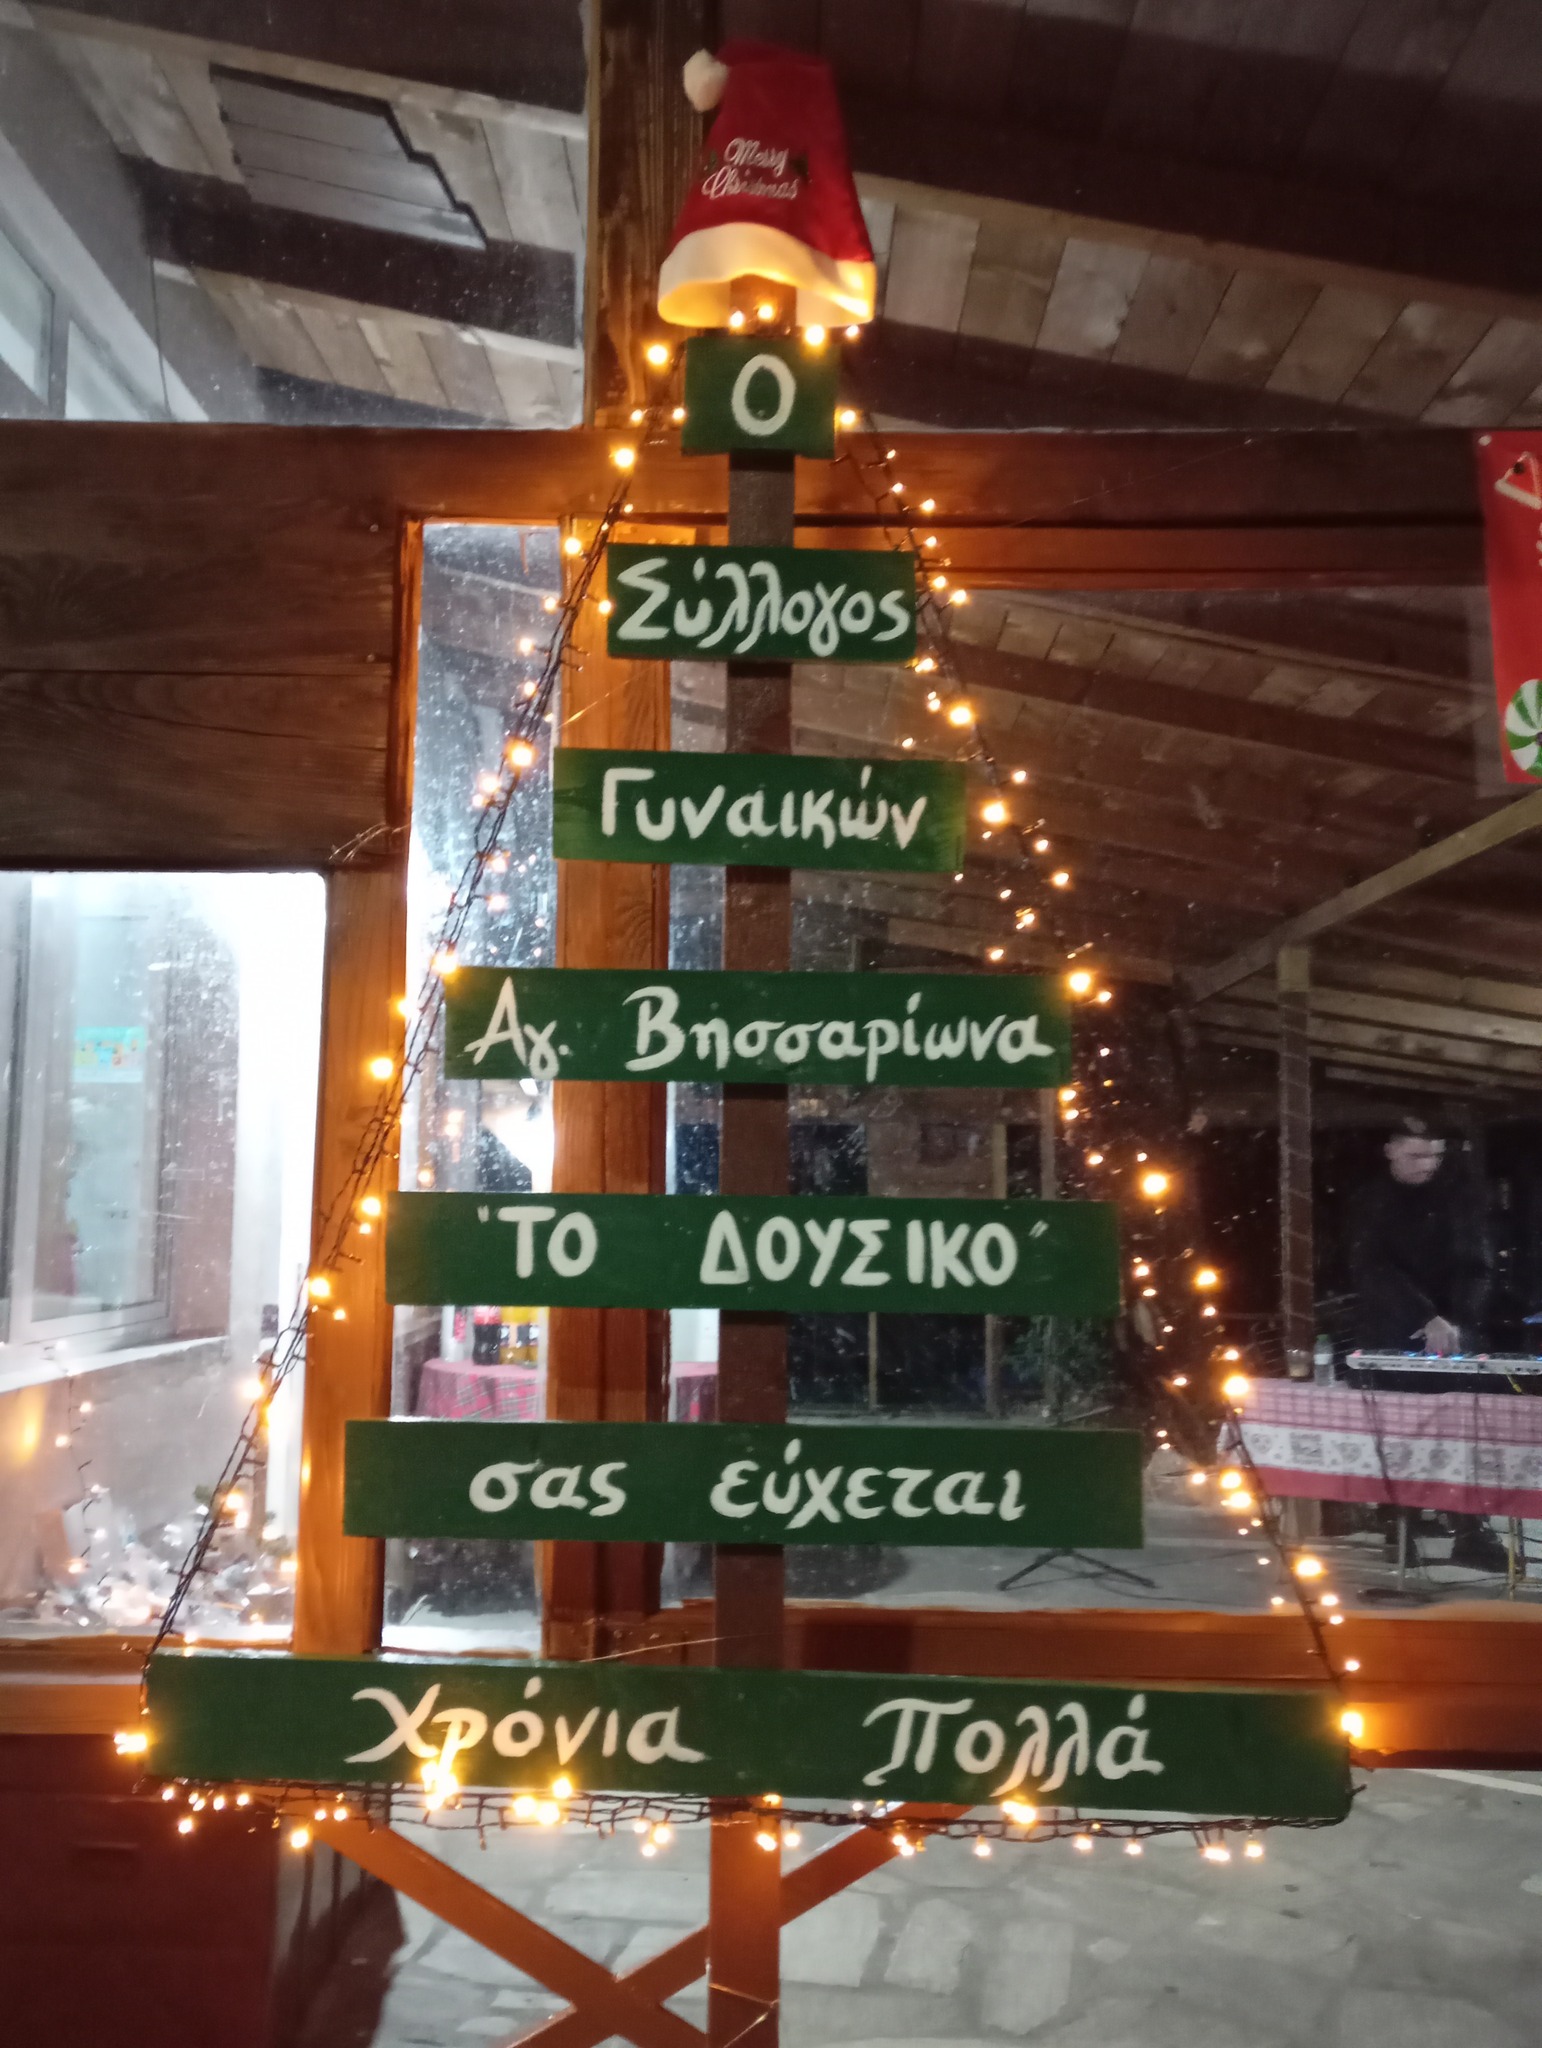 Merry
Christmas
Ο
Σύλλογος
Γυναικών
Αγ. Βησσαρίωνα
"ΤΟ ΔΟΥΣΙΚΟ"
σας εύχεται
Χρόνια Πολλά